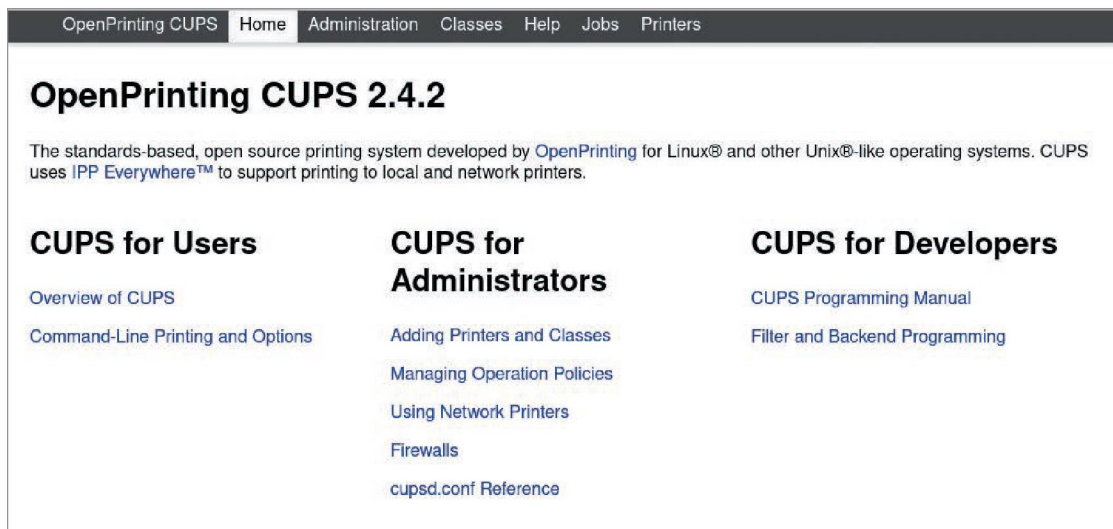 OpenPrinting CUPS Home Administration Classes Help Jobs Printers
OpenPrinting CUPS 2.4.2
The standards-based, open source printing system developed by OpenPrinting for Linux® and other Unix®-like operating systems. CUPS
uses IPP Everywhere™ to support printing to local and network printers.
CUPS for Users
Overview of CUPS
Command-Line Printing and Options
CUPS for
Administrators
Adding Printers and Classes
Managing Operation Policies
Using Network Printers
Firewalls
cupsd.conf Reference
CUPS for Developers
CUPS Programming Manual
Filter and Backend Programming